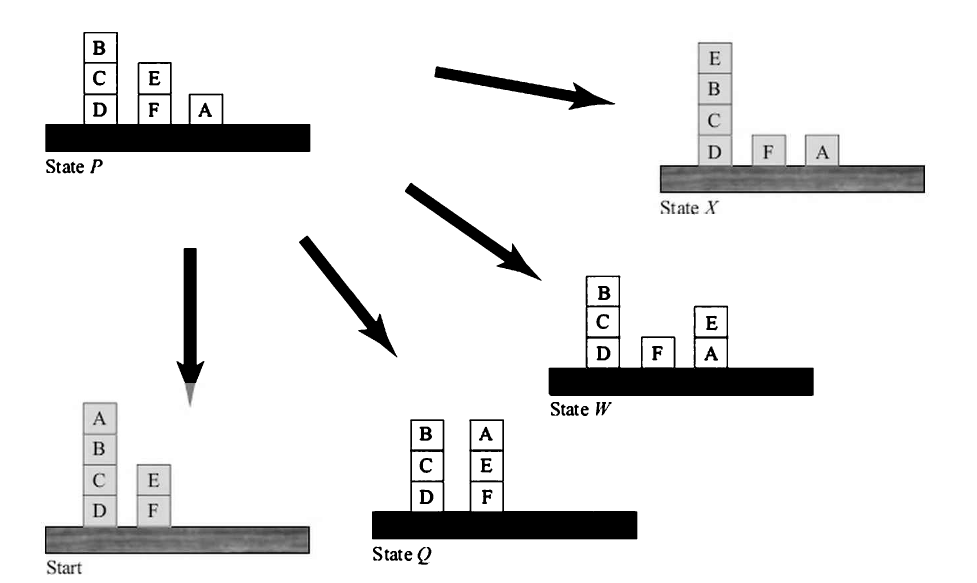 B
C E
D F A
State P
E
B
C
D F A
State X
B
C E
D F A
State W
A
B
C E
D F
Start
B A
C E
D F
State Q